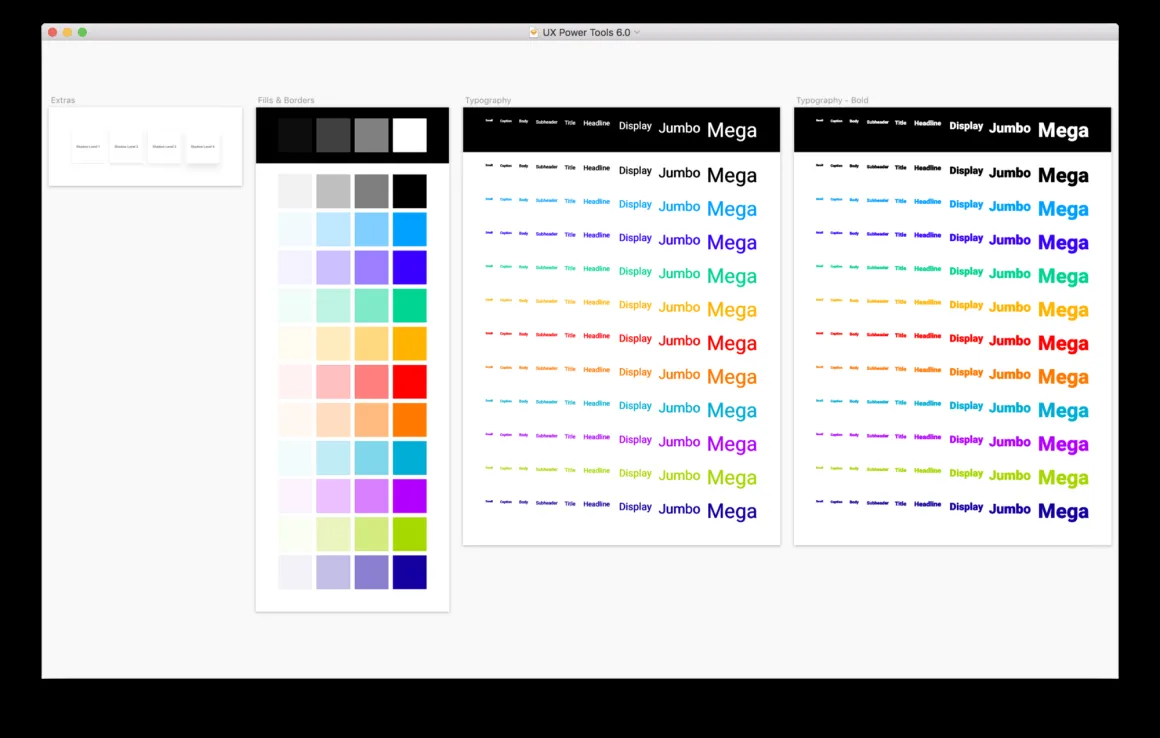 UX Power Tools 6.0
Extras
Shadow Level 1 Shadow Level 2 Shadow Level 3 Shadow Level 4
Fills & Borders
Typography
Small Caption Body Subheader Title Headline Display Jumbo Mega
Small Caption Body Subheader Title Headline Display Jumbo Mega
Small Caption Body Subheader Title Headline Display Jumbo Mega
Small Caption Body Subheader Title Headline Display Jumbo Mega
Small Caption Body Subheader Title Headline Display Jumbo Mega
Small Caption Body Subheader Title Headline Display Jumbo Mega
Small Caption Body Subheader Title Headline Display Jumbo Mega
Small Caption Body Subheader Title Headline Display Jumbo Mega
Small Caption Body Subheader Title Headline Display Jumbo Mega
Small Caption Body Subheader Title Headline Display Jumbo Mega
Small Caption Body Subheader Title Headline Display Jumbo Mega
Small Caption Body Subheader Title Headline Display Jumbo Mega
Typography - Bold
Small Caption Body Subheader Title Headline Display Jumbo Mega
Small Caption Body Subheader Title Headline Display Jumbo Mega
Small Caption Body Subheader Title Headline Display Jumbo Mega
Small Caption Body Subheader Title Headline Display Jumbo Mega
Small Caption Body Subheader Title Headline Display Jumbo Mega
Small Caption Body Subheader Title Headline Display Jumbo Mega
Small Caption Body Subheader Title Headline Display Jumbo Mega
Small Caption Body Subheader Title Headline Display Jumbo Mega
Small Caption Body Subheader Title Headline Display Jumbo Mega
Small Caption Body Subheader Title Headline Display Jumbo Mega
Small Caption Body Subheader Title Headline Display Jumbo Mega
Small Caption Body Subheader Title Headline Display Jumbo Mega